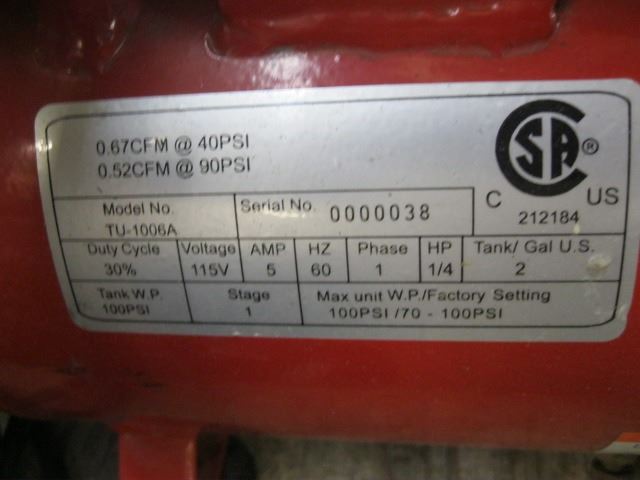 0.67CFM @ 40PSI
0.52CFM @ 90PSI
CSA ®
C US
212184
Model No.
TU-1006A
Serial No. 0000038
Duty Cycle
30%
Voltage
115V
AMP
5
HZ
60
Phase
1
HP
1/4
Tank/ Gal U.S.
2
Tank W.P.
100PSI
Stage
1
Max unit W.P./Factory Setting
100PSI /70 - 100PSI